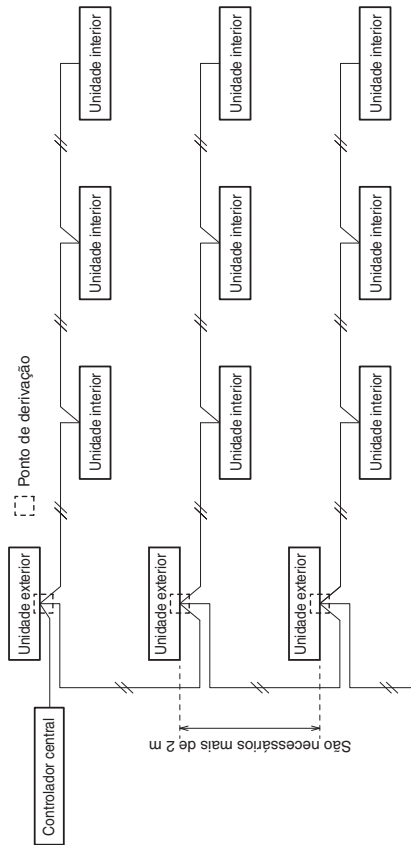 Ponto de derivação
Controlador central
Unidade exterior
Unidade interior
Unidade interior
Unidade interior
Unidade exterior
Unidade interior
Unidade interior
Unidade interior
Unidade exterior
Unidade interior
Unidade interior
Unidade interior
São necessários mais de 2 m